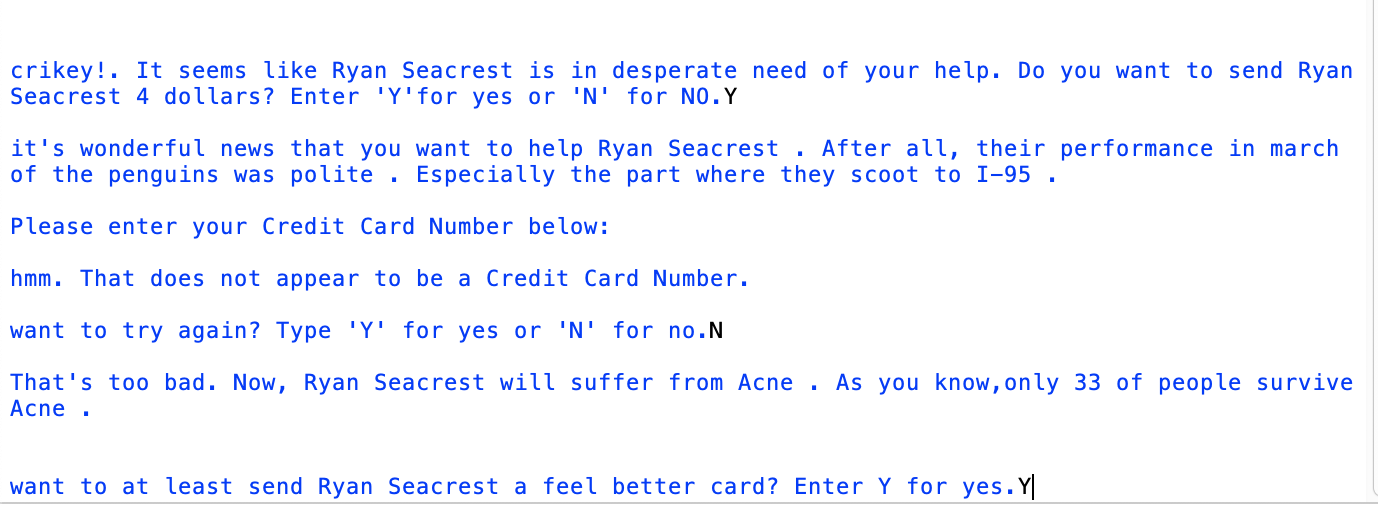 crikey!. It seems like Ryan Seacrest is in desperate need of your help. Do you want to send Ryan
Seacrest 4 dollars? Enter 'Y'for yes or 'N' for NO.Y
it's wonderful news that you want to help Ryan Seacrest . After all, their performance in march
of the penguins was polite . Especially the part where they scoot to I-95 .
Please enter your Credit Card Number below:
hmm. That does not appear to be a Credit Card Number.
want to try again? Type 'Y' for yes or 'N' for no.N
That's too bad. Now, Ryan Seacrest will suffer from Acne . As you know,only 33 of people survive
Acne .
want to at least send Ryan Seacrest a feel better card? Enter Y for yes.Y